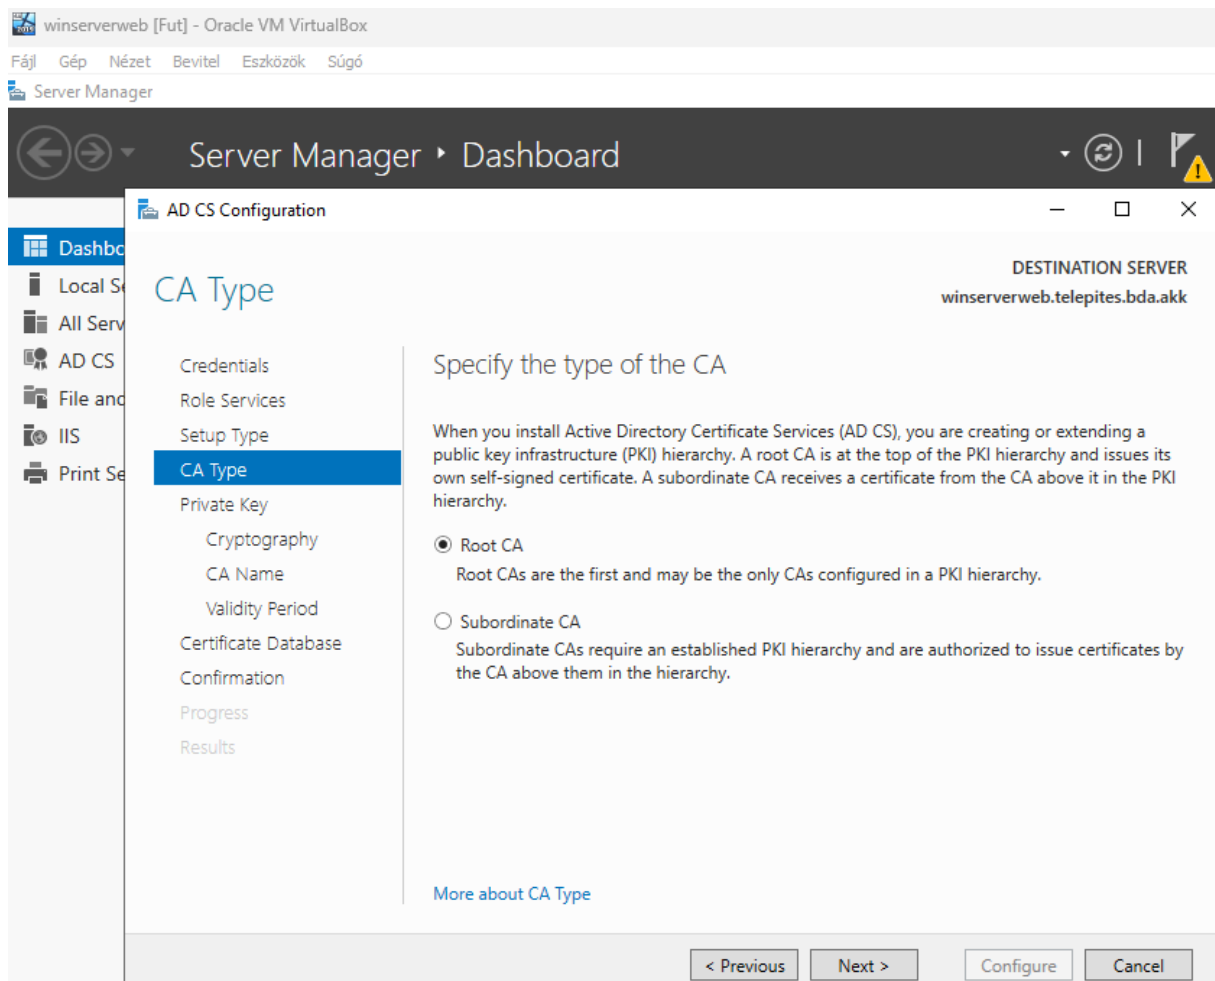 winserverweb [Fut] - Oracle VM VirtualBox
Fájl Gép Nézet Bevitel Eszközök Súgó
Server Manager
Server Manager ‣ Dashboard
AD CS Configuration
DESTINATION SERVER
winserverweb.telepites.bda.akk
CA Type
Dashbo
Local Se
All Serv
AD CS
File and
IIS
Print Se
Credentials
Role Services
Setup Type
CA Type
Private Key
Cryptography
CA Name
Validity Period
Certificate Database
Confirmation
Progress
Results
Specify the type of the CA
When you install Active Directory Certificate Services (AD CS), you are creating or extending a
public key infrastructure (PKI) hierarchy. A root CA is at the top of the PKI hierarchy and issues its
own self-signed certificate. A subordinate CA receives a certificate from the CA above it in the PKI
hierarchy.
Root CA
Root CAs are the first and may be the only CAs configured in a PKI hierarchy.
Subordinate CA
Subordinate CAs require an established PKI hierarchy and are authorized to issue certificates by
the CA above them in the hierarchy.
More about CA Type
< Previous Next > Configure Cancel